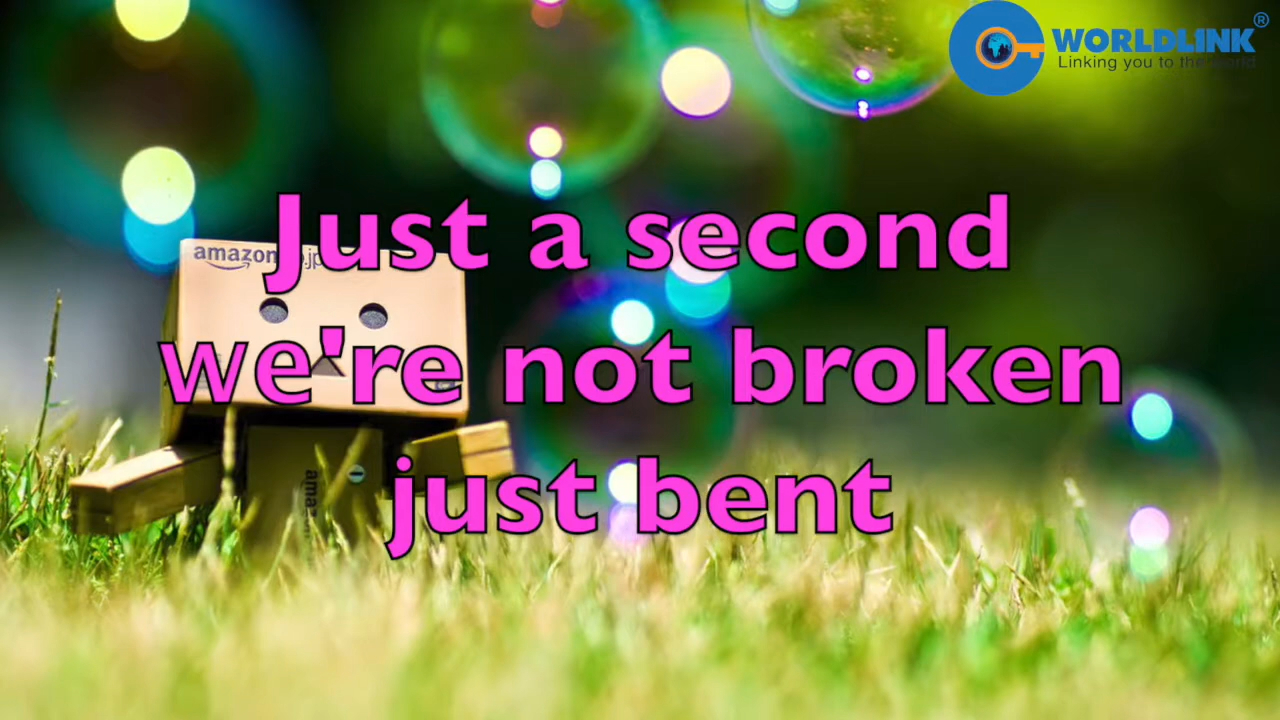 WORLDLINK®
Linking you to the world
amazon.jp
Just a second
we're not broken
just bent